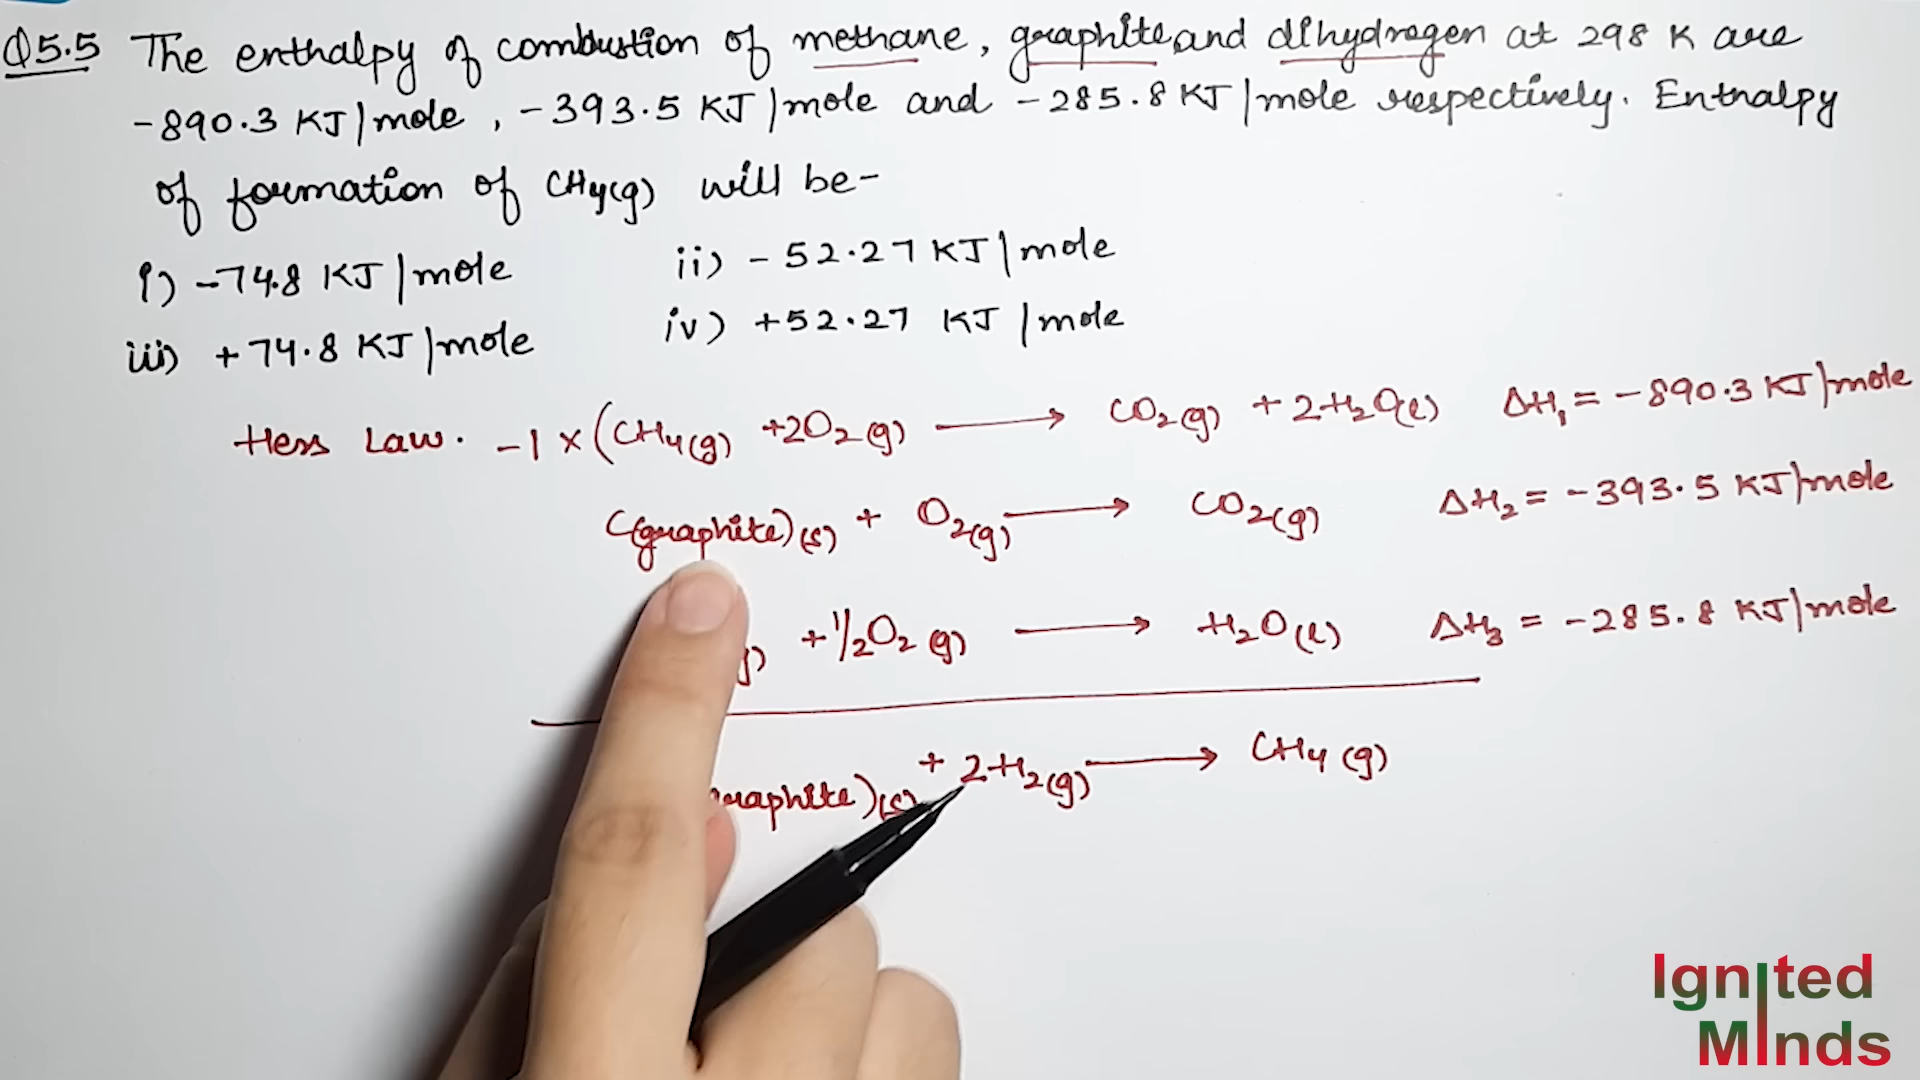 Q5.5 The enthalpy of combustion of methane, graphite and dihydrogen at 298 K are
-890.3 KJ/mole, -393.5 KJ/mole and -285.8 KJ/mole respectively. Enthalpy
of formation of CH4(g) will be-
i) -74.8 KJ/mole ii) -52.27 KJ/mole
iii) +74.8 KJ/mole iv) +52.27 KJ/mole
Hess Law. -1 × (CH4(g) +2O2(g) ⟶ CO2(g) +2H2O(l) ΔH1 = -890.3 KJ/mole
C(graphite)(s) + O2(g) ⟶ CO2(g) ΔH2 = -393.5 KJ/mole
+1/2O2(g) ⟶ H2O(l) ΔH3 = -285.8 KJ/mole
graphite)(s) + 2H2(g) ⟶ CH4(g)
Ignited
Minds